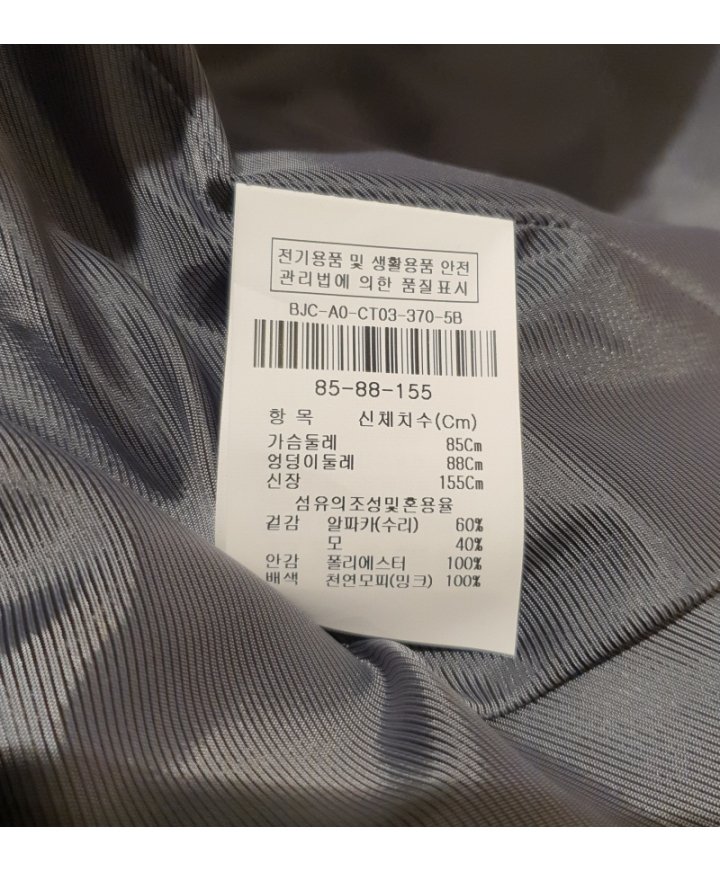 전기용품 및 생활용품 안전
관리법에 의한 품질표시
BJC-AO-CT03-370-5B
85-88-155
항 목 신체치수(Cm)
가슴둘레 85Cm
엉덩이둘레 88Cm
신장 155Cm
섬유의조성및혼용율
겉감 알파카(수리) 60%
모 40%
안감 폴리에스터 100%
배색 천연모피(밍크) 100%